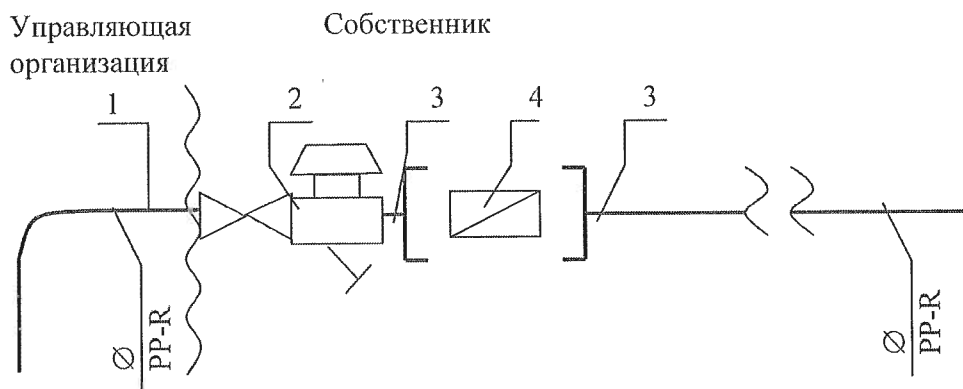 Управляющая
организация
Собственник
1
2
3
4
3
Ø
PP-R
Ø
PP-R